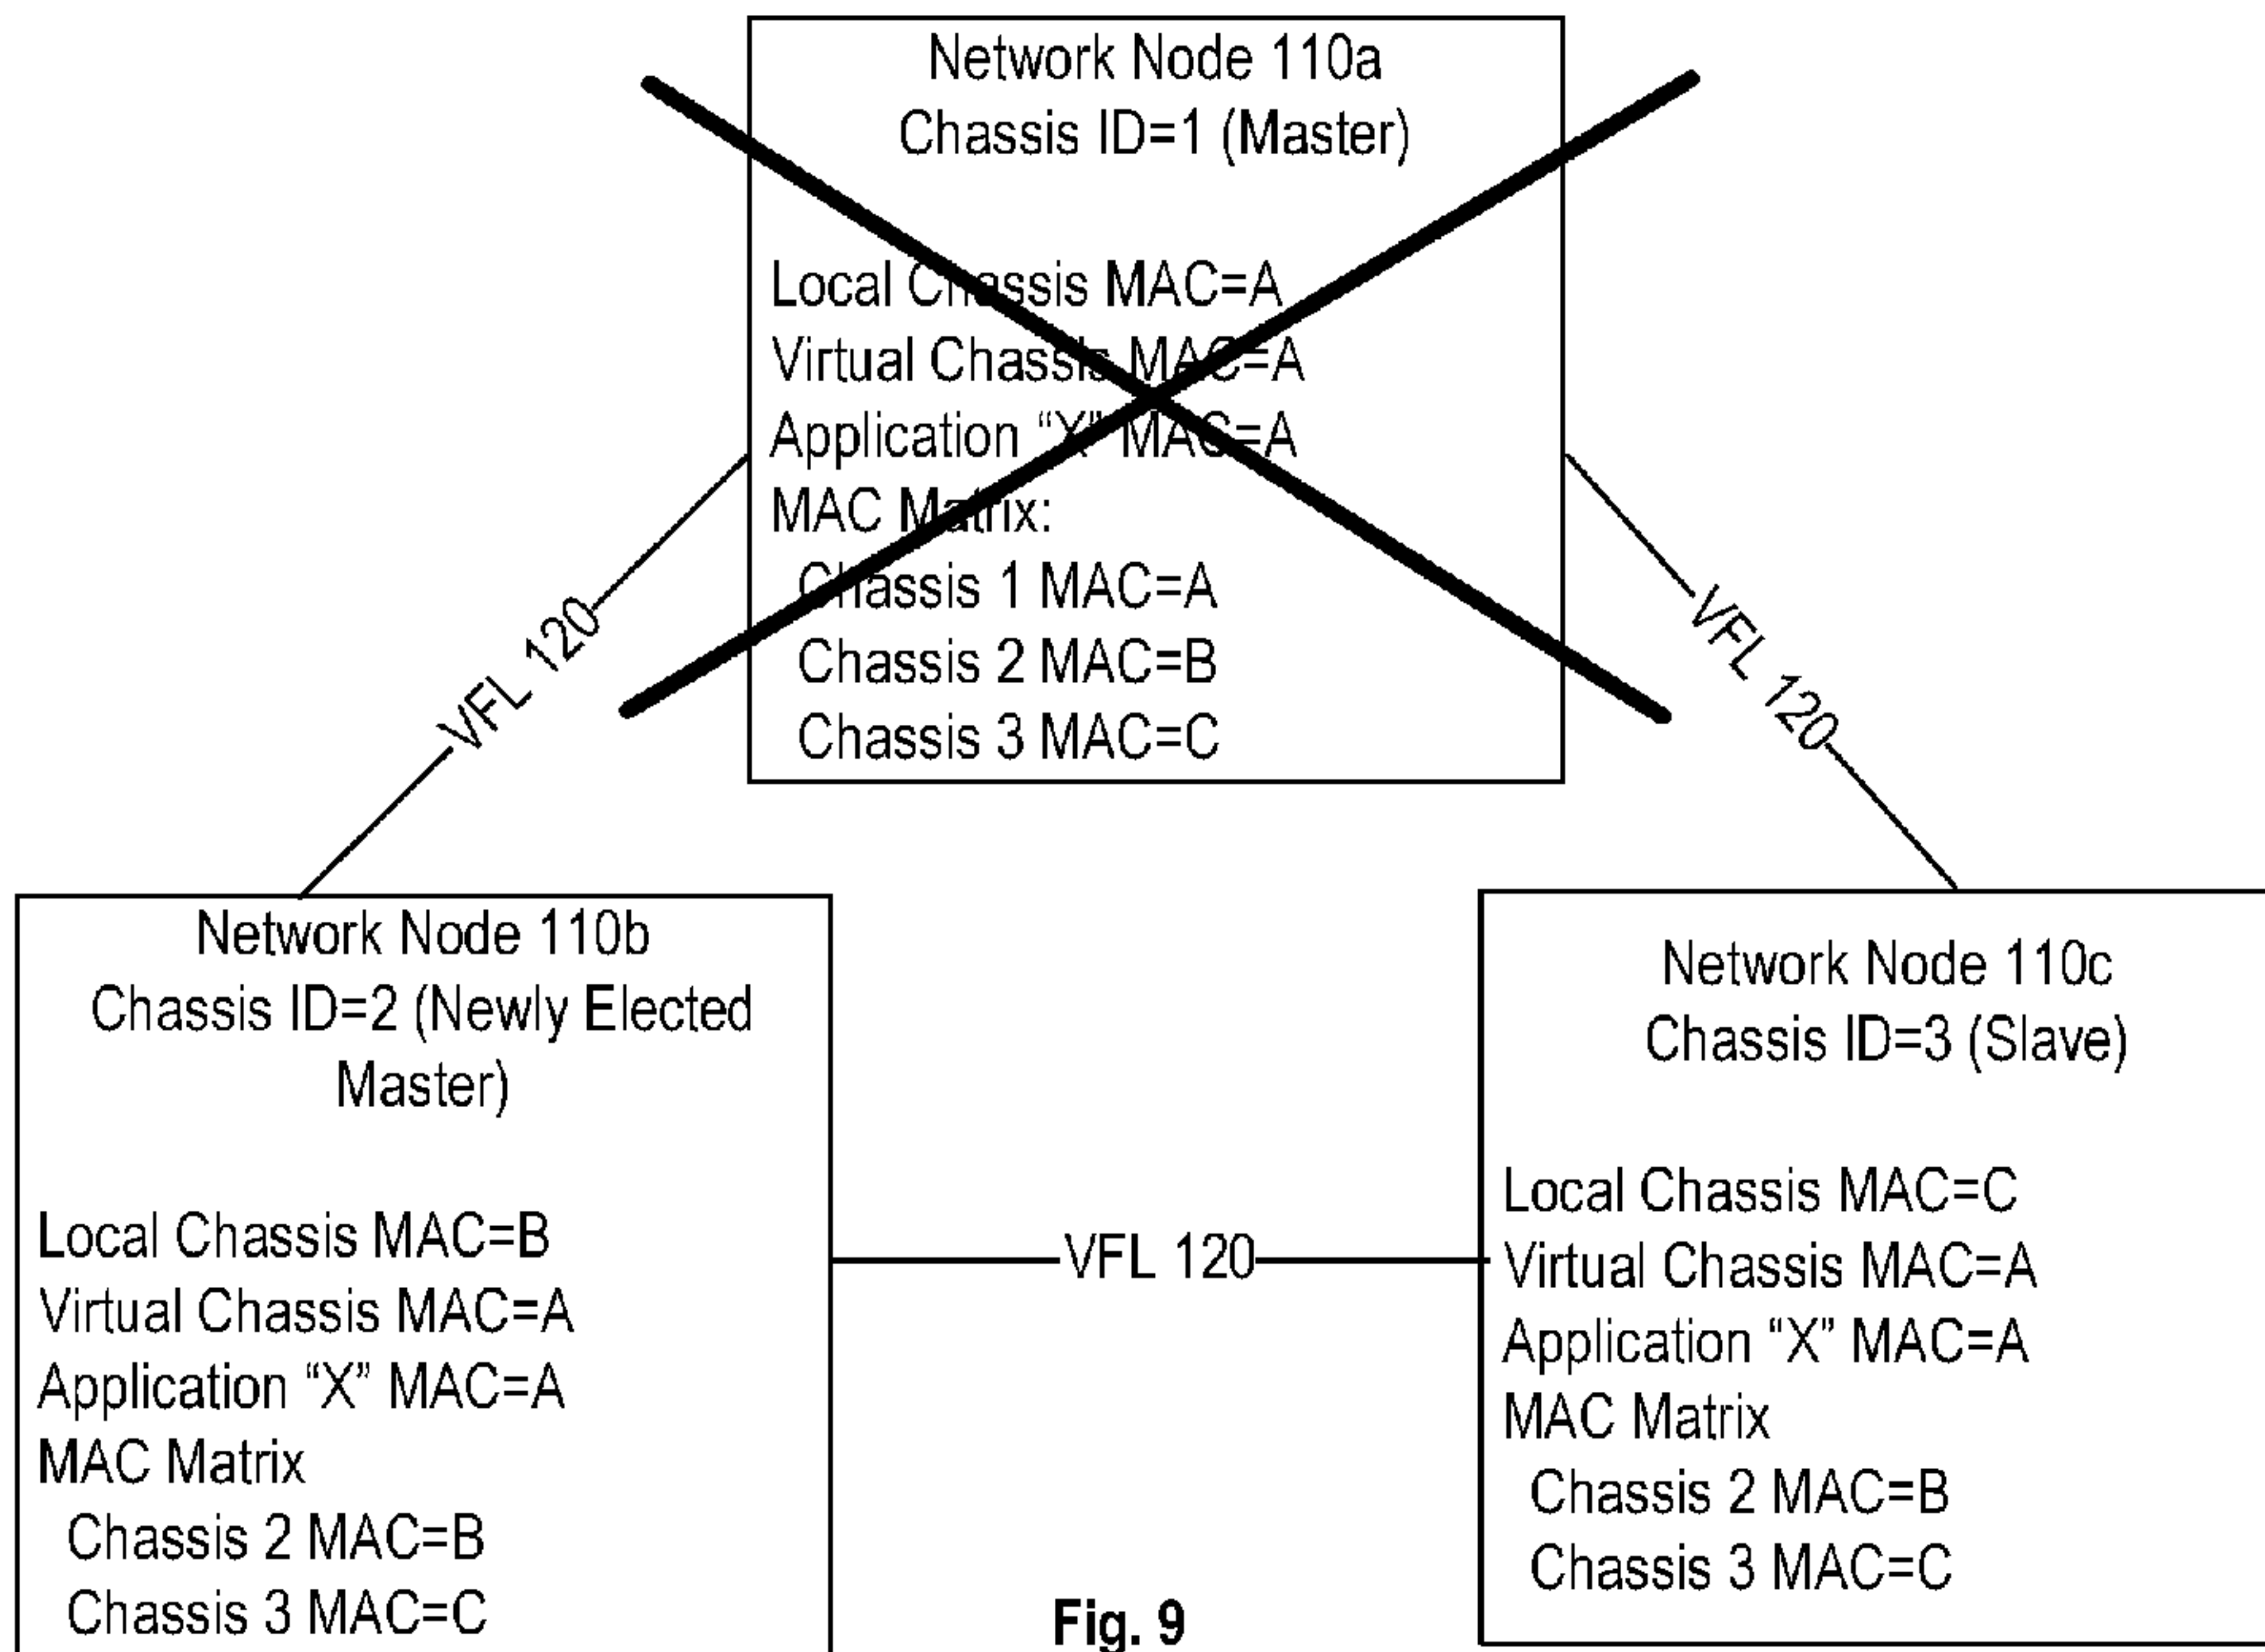 Network Node 110a
Chassis ID=1 (Master)
Local Chassis MAC=A
Virtual Chassis MAC=A
Application “X” MAC=A
MAC Matrix:
Chassis 1 MAC=A
Chassis 2 MAC=B
Chassis 3 MAC=C
VFL 120
VFL 120
Network Node 110b
Chassis ID=2 (Newly Elected
Master)
Local Chassis MAC=B
Virtual Chassis MAC=A
Application “X” MAC=A
MAC Matrix
Chassis 2 MAC=B
Chassis 3 MAC=C
VFL 120
Network Node 110c
Chassis ID=3 (Slave)
Local Chassis MAC=C
Virtual Chassis MAC=A
Application “X” MAC=A
MAC Matrix
Chassis 2 MAC=B
Chassis 3 MAC=C
Fig. 9